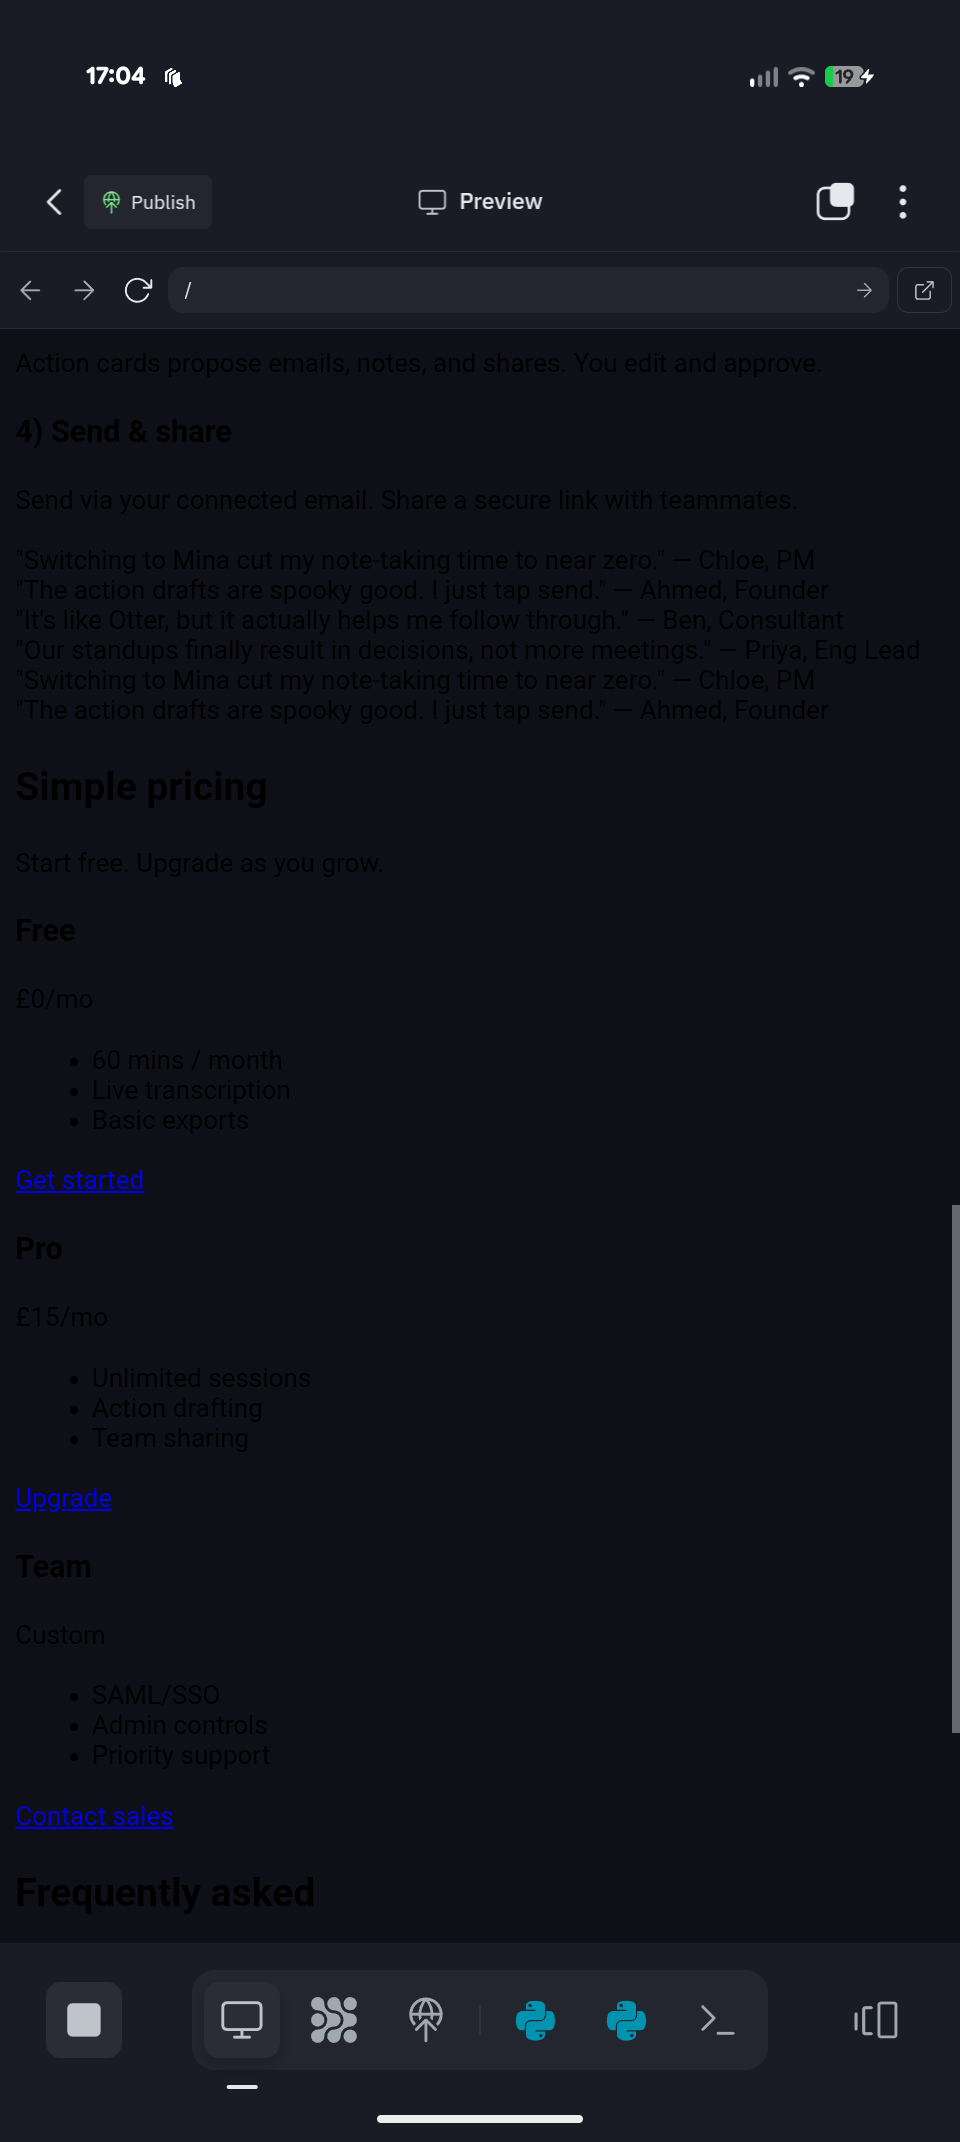 17:04
19
Publish
Preview
/
Action cards propose emails, notes, and shares. You edit and approve.
4) Send & share
Send via your connected email. Share a secure link with teammates.
"Switching to Mina cut my note-taking time to near zero." — Chloe, PM
"The action drafts are spooky good. I just tap send." — Ahmed, Founder
"It's like Otter, but it actually helps me follow through." — Ben, Consultant
"Our standups finally result in decisions, not more meetings." — Priya, Eng Lead
"Switching to Mina cut my note-taking time to near zero." — Chloe, PM
"The action drafts are spooky good. I just tap send." — Ahmed, Founder
Simple pricing
Start free. Upgrade as you grow.
Free
£0/mo
• 60 mins / month
• Live transcription
• Basic exports
Get started
Pro
£15/mo
• Unlimited sessions
• Action drafting
• Team sharing
Upgrade
Team
Custom
• SAML/SSO
• Admin controls
• Priority support
Contact sales
Frequently asked